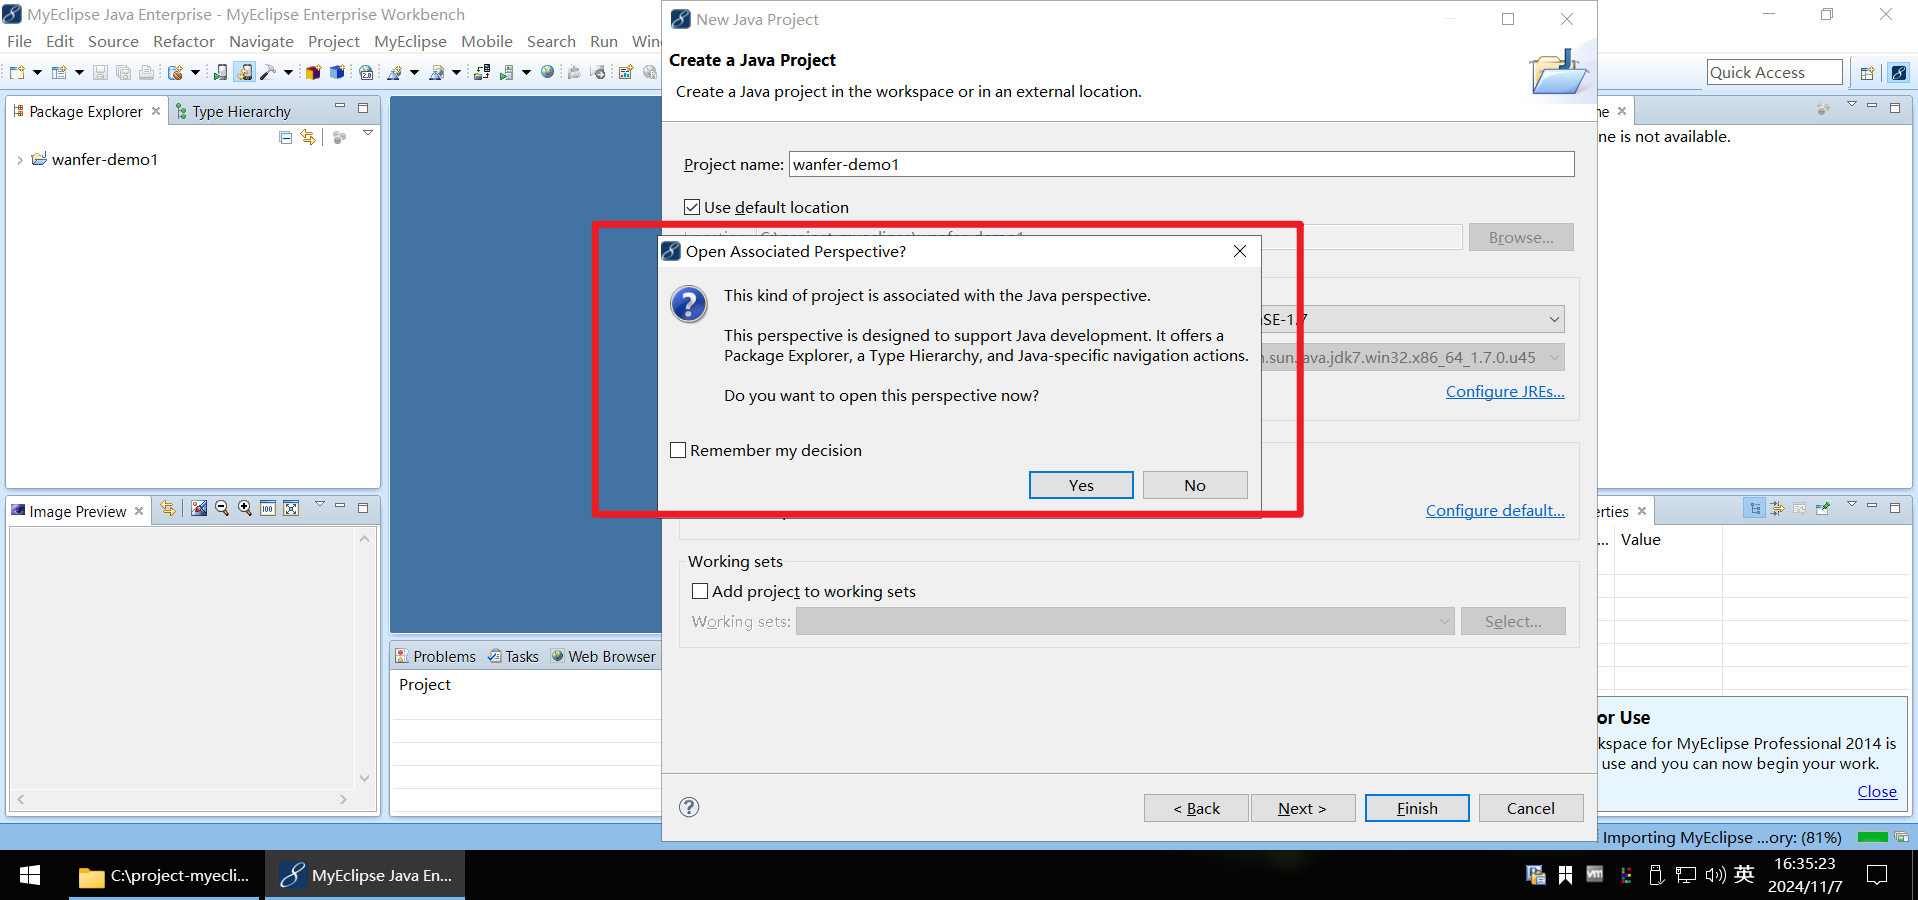 MyEclipse Java Enterprise - MyEclipse Enterprise Workbench
File Edit Source Refactor Navigate Project MyEclipse Mobile Search Run Win
Quick Access
Package Explorer
Type Hierarchy
wanfer-demo1
New Java Project
Create a Java Project
Create a Java project in the workspace or in an external location.
Project name: wanfer-demo1
Use default location
Browse...
Open Associated Perspective?
This kind of project is associated with the Java perspective.
This perspective is designed to support Java development. It offers a
Package Explorer, a Type Hierarchy, and Java-specific navigation actions.
Do you want to open this perspective now?
Remember my decision
Yes No
SE-1.7
.sun.java.jdk7.win32.x86_64_1.7.0.u45
Configure JREs...
Configure default...
Working sets
Add project to working sets
Working sets:
Select...
< Back Next > Finish Cancel
ne is not available.
Image Preview
100
Problems Tasks Web Browser
Project
erties
... Value
or Use
kspace for MyEclipse Professional 2014 is
use and you can now begin your work.
Close
Importing MyEclipse ...ory: (81%)
C:\project-myecli...
MyEclipse Java En...
vm
英
16:35:23
2024/11/7